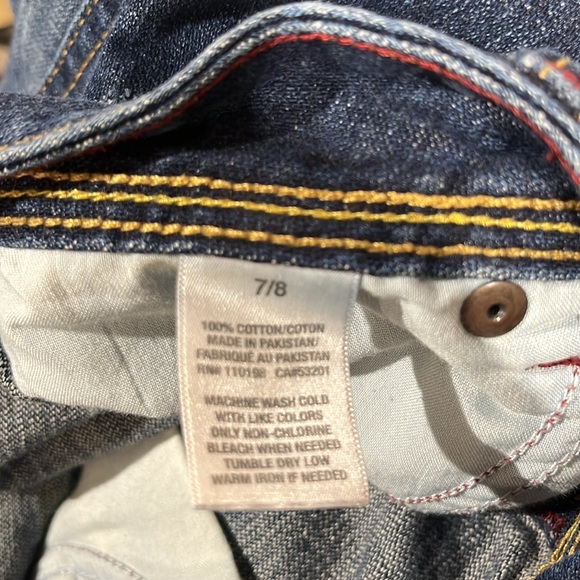 7/8
100% COTTON/COTON
MADE IN PAKISTAN/
FABRIQUÉ AU PAKISTAN
RN# 110198 CA#53201
MACHINE WASH COLD
WITH LIKE COLORS
ONLY NON-CHLORINE
BLEACH WHEN NEEDED
TUMBLE DRY LOW
WARM IRON IF NEEDED